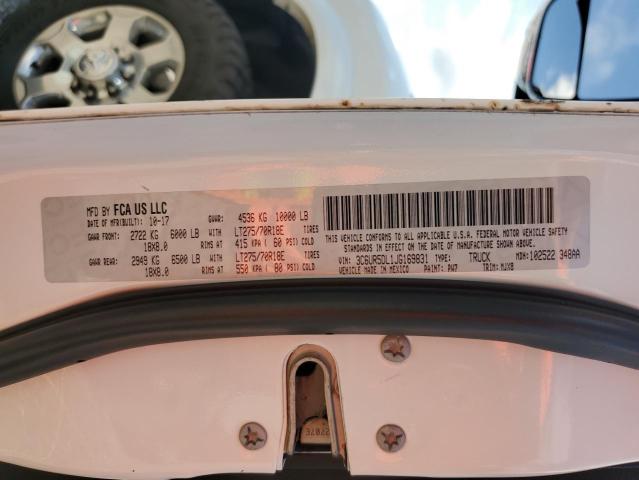 MFD BY FCA US LLC
DATE OF MFR(BUILT): 10-17 GVWR: 4536 KG 10000 LB
GAWR FRONT: 2722 KG 6000 LB WITH LT275/70R18E TIRES
18X8.0 RIMS AT 415 KPA ( 60 PSI) COLD
GAWR REAR: 2949 KG 6500 LB WITH LT275/70R18E TIRES
18X8.0 RIMS AT 550 KPA ( 80 PSI) COLD
THIS VEHICLE CONFORMS TO ALL APPLICABLE U.S.A. FEDERAL MOTOR VEHICLE SAFETY
STANDARDS IN EFFECT ON THE DATE OF MANUFACTURE SHOWN ABOVE.
VIN: 3C6UR5DL1JG169831 TYPE: TRUCK MDH: 102522 348AA
VEHICLE MADE IN MEXICO PAINT: PW7 TRIM: MJX8